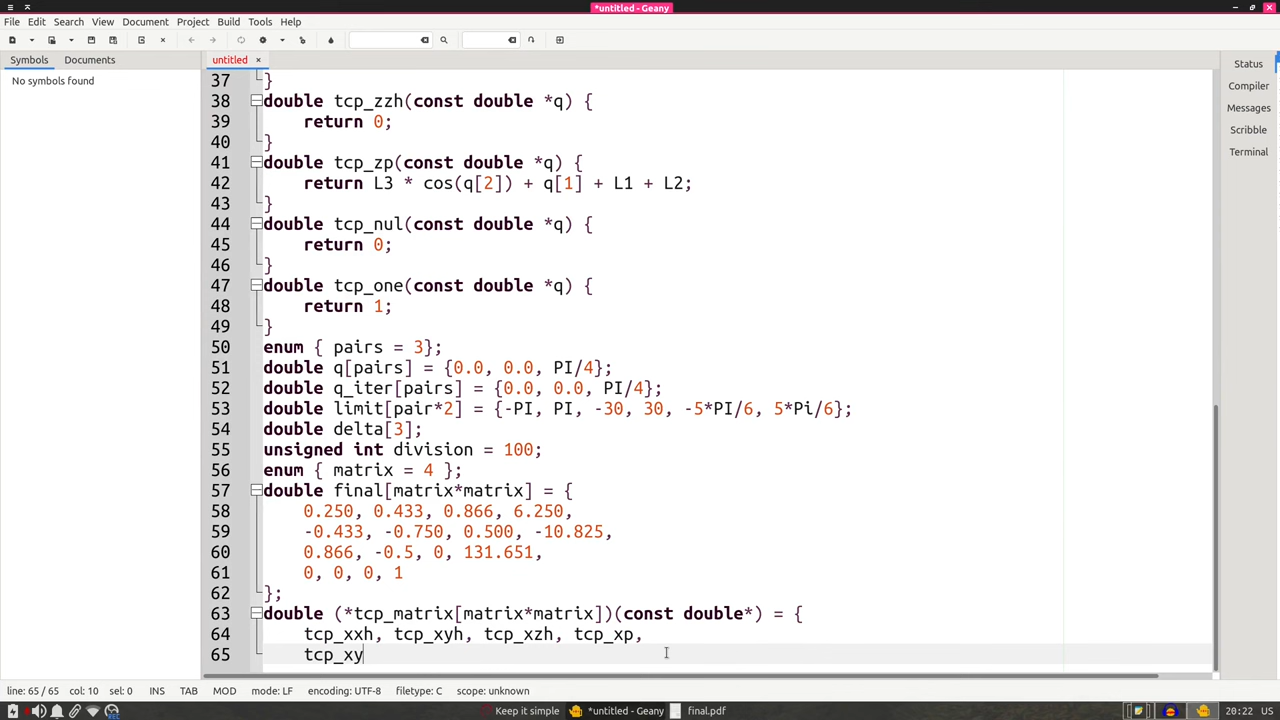 *untitled - Geany
File Edit Search View Document Project Build Tools Help
Symbols Documents untitled ×
No symbols found
37 }
38 double tcp_zzh(const double *q) {
39 return 0;
40 }
41 double tcp_zp(const double *q) {
42 return L3 * cos(q[2]) + q[1] + L1 + L2;
43 }
44 double tcp_nul(const double *q) {
45 return 0;
46 }
47 double tcp_one(const double *q) {
48 return 1;
49 }
50 enum { pairs = 3};
51 double q[pairs] = {0.0, 0.0, PI/4};
52 double q_iter[pairs] = {0.0, 0.0, PI/4};
53 double limit[pair*2] = {-PI, PI, -30, 30, -5*PI/6, 5*Pi/6};
54 double delta[3];
55 unsigned int division = 100;
56 enum { matrix = 4 };
57 double final[matrix*matrix] = {
58 0.250, 0.433, 0.866, 6.250,
59 -0.433, -0.750, 0.500, -10.825,
60 0.866, -0.5, 0, 131.651,
61 0, 0, 0, 1
62 };
63 double (*tcp_matrix[matrix*matrix])(const double*) = {
64 tcp_xxh, tcp_xyh, tcp_xzh, tcp_xp,
65 tcp_xy
Status
Compiler
Messages
Scribble
Terminal
line: 65 / 65 col: 10 sel: 0 INS TAB MOD mode: LF encoding: UTF-8 filetype: C scope: unknown
Keep it simple *untitled - Geany final.pdf 20:22 US